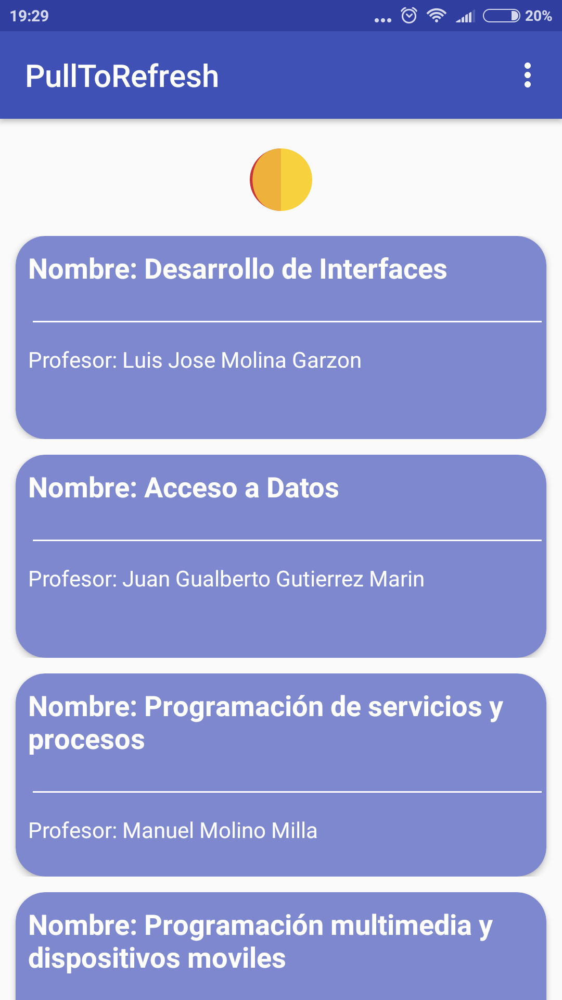 19:29
20%
PullToRefresh
Nombre: Desarrollo de Interfaces
Profesor: Luis Jose Molina Garzon
Nombre: Acceso a Datos
Profesor: Juan Gualberto Gutierrez Marin
Nombre: Programación de servicios y
procesos
Profesor: Manuel Molino Milla
Nombre: Programación multimedia y
dispositivos moviles